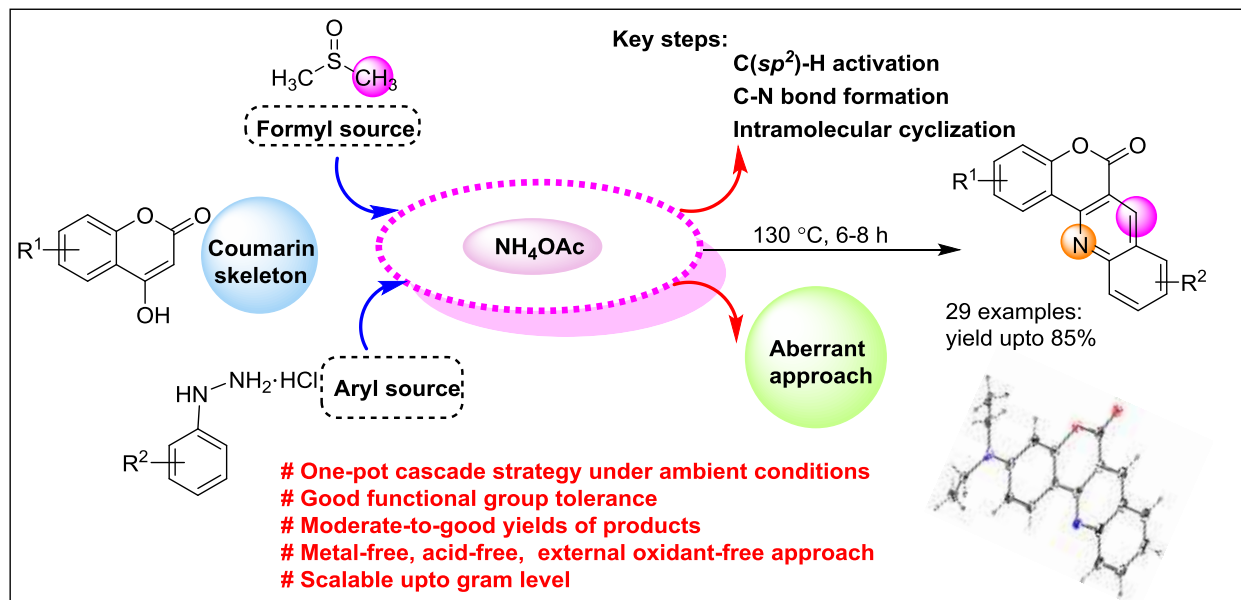 O
S
H₃C
CH₃
Formyl source
Key steps:
C(sp²)-H activation
C-N bond formation
Intramolecular cyclization
R¹
O
O
OH
Coumarin
skeleton
NH₄OAc
130 °C, 6-8 h
O
O
R¹
N
R²
29 examples:
yield upto 85%
Aberrant
approach
HN
NH₂·HCl
R²
Aryl source
# One-pot cascade strategy under ambient conditions
# Good functional group tolerance
# Moderate-to-good yields of products
# Metal-free, acid-free, external oxidant-free approach
# Scalable upto gram level